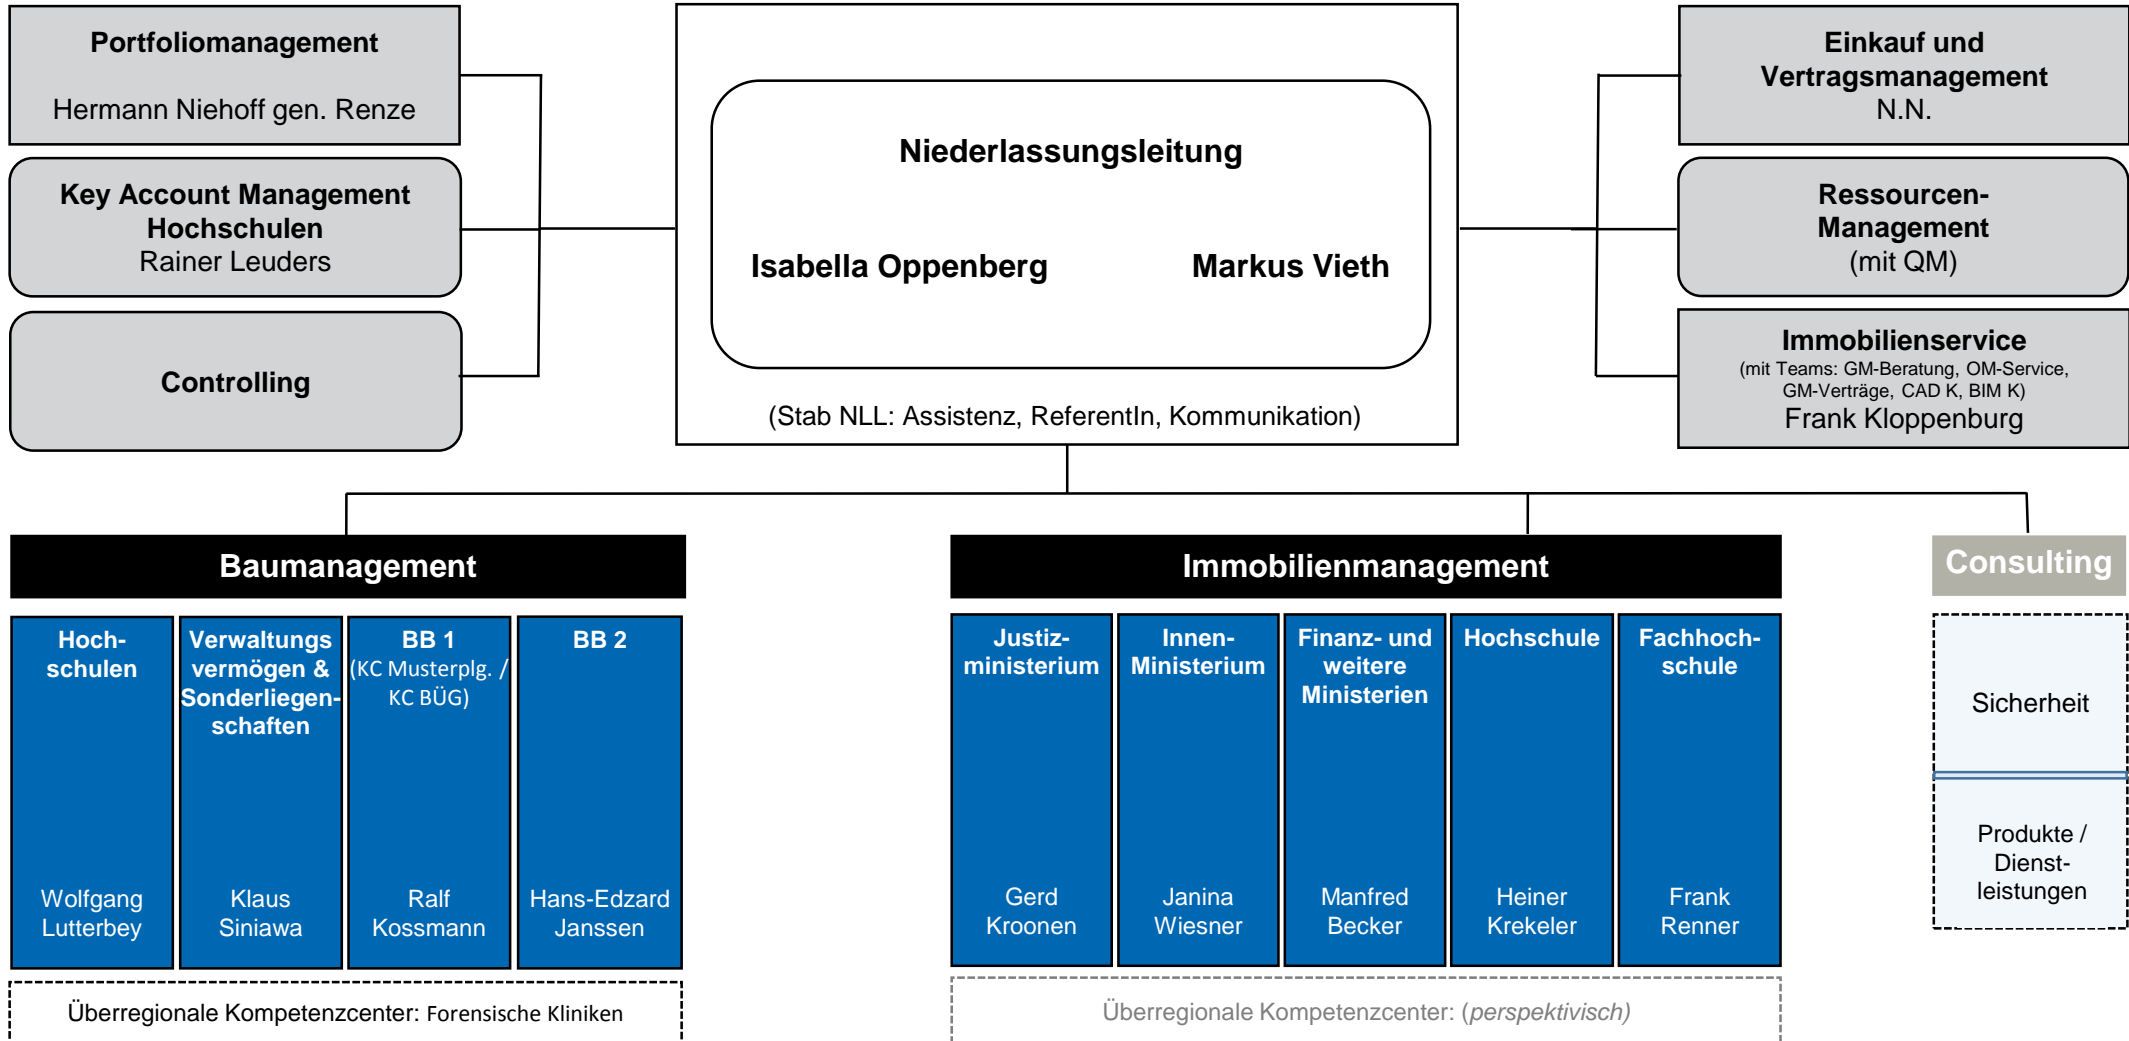 Portfoliomanagement
Hermann Niehoff gen. Renze
Key Account Management
Hochschulen
Rainer Leuders
Controlling
Niederlassungsleitung
Isabella Oppenberg
Markus Vieth
(Stab NLL: Assistenz, ReferentIn, Kommunikation)
Einkauf und
Vertragsmanagement
N.N.
Ressourcen-
Management
(mit QM)
Immobilienservice
(mit Teams: GM-Beratung, OM-Service,
GM-Verträge, CAD K, BIM K)
Frank Kloppenburg
Baumanagement
Hoch-
schulen
Wolfgang
Lutterbey
Verwaltungs
vermögen &
Sonderliegen-
schaften
Klaus
Siniawa
BB 1
(KC Musterplg. /
KC BÜG)
Ralf
Kossmann
BB 2
Hans-Edzard
Janssen
Überregionale Kompetenzcenter: Forensische Kliniken
Immobilienmanagement
Justiz-
ministerium
Gerd
Kroonen
Innen-
Ministerium
Janina
Wiesner
Finanz- und
weitere
Ministerien
Manfred
Becker
Hochschule
Heiner
Krekeler
Fachhoch-
schule
Frank
Renner
Überregionale Kompetenzcenter: (perspektivisch)
Consulting
Sicherheit
Produkte /
Dienst-
leistungen